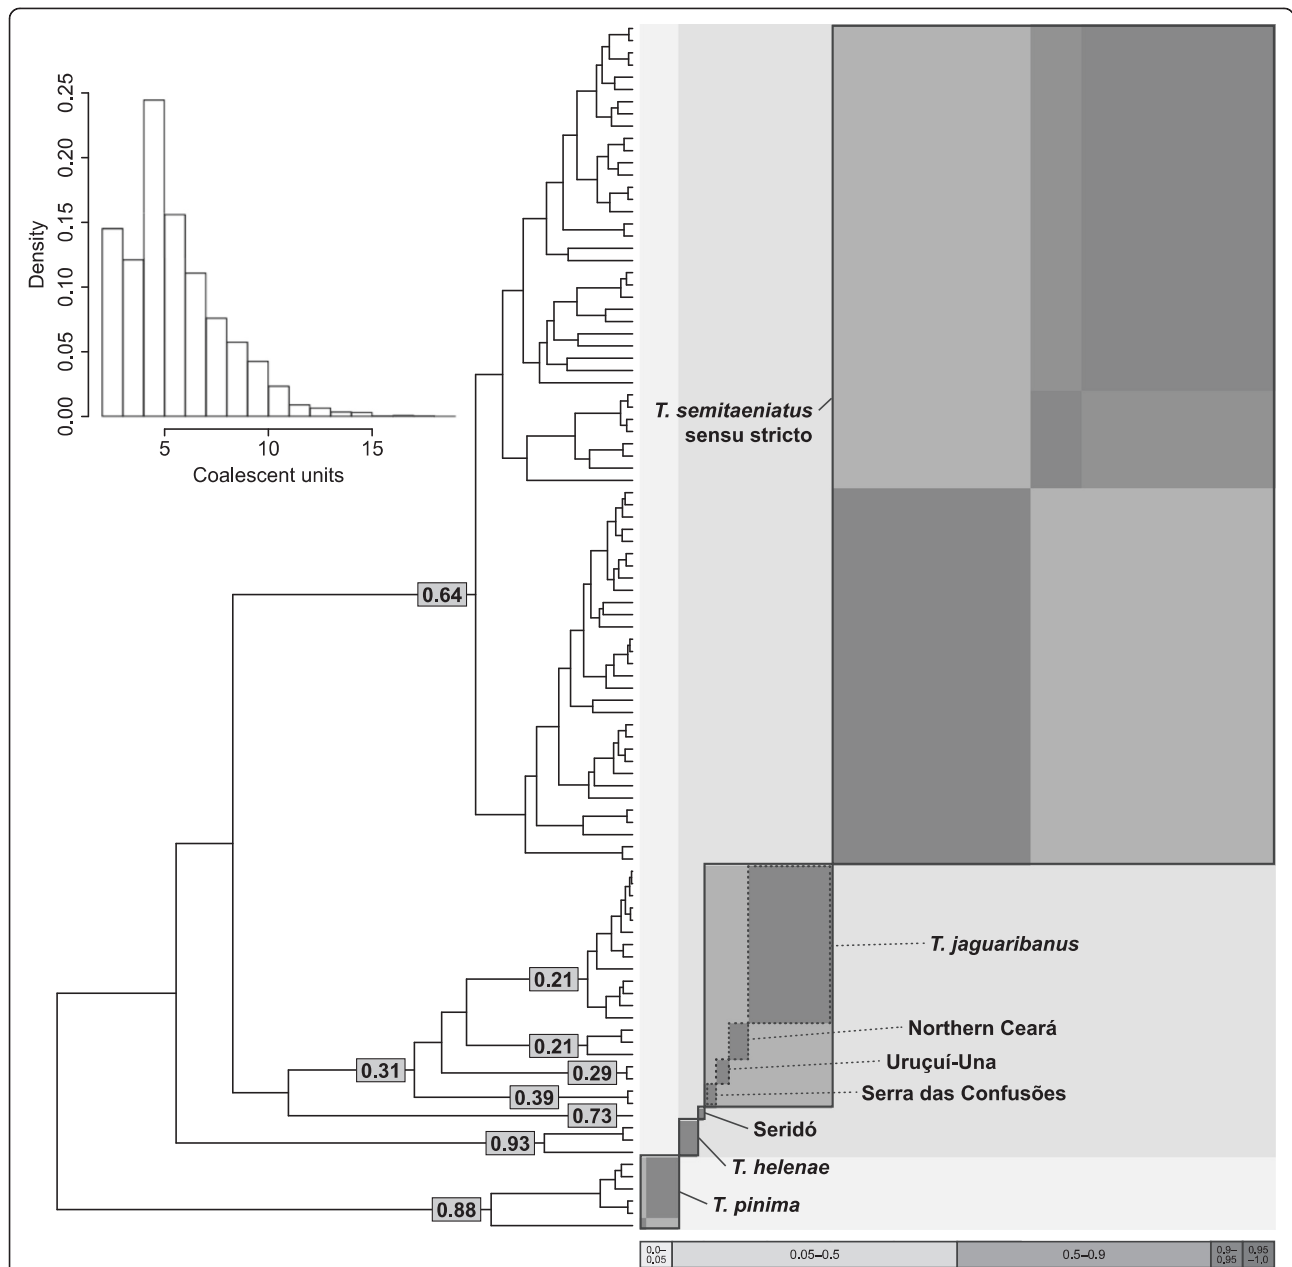 0.25
0.20
0.15
0.10
0.05
0.00
Density
5 10 15
Coalescent units
T. semitaeniatus
sensu stricto
0.64
T. jaguaribanus
0.21
Northern Ceará
0.21
Uruçuí-Una
0.31
0.29
Serra das Confusões
0.39
0.73
Seridó
0.93
T. helenae
T. pinima
0.88
0.0–
0.05
0.05–0.5
0.5–0.9
0.9–
0.95
0.95
–1.0